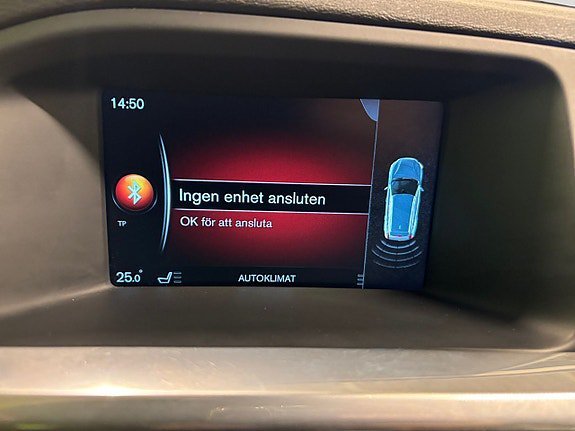 14:50
Ingen enhet ansluten
OK för att ansluta
TP
25.0°
AUTOKLIMAT